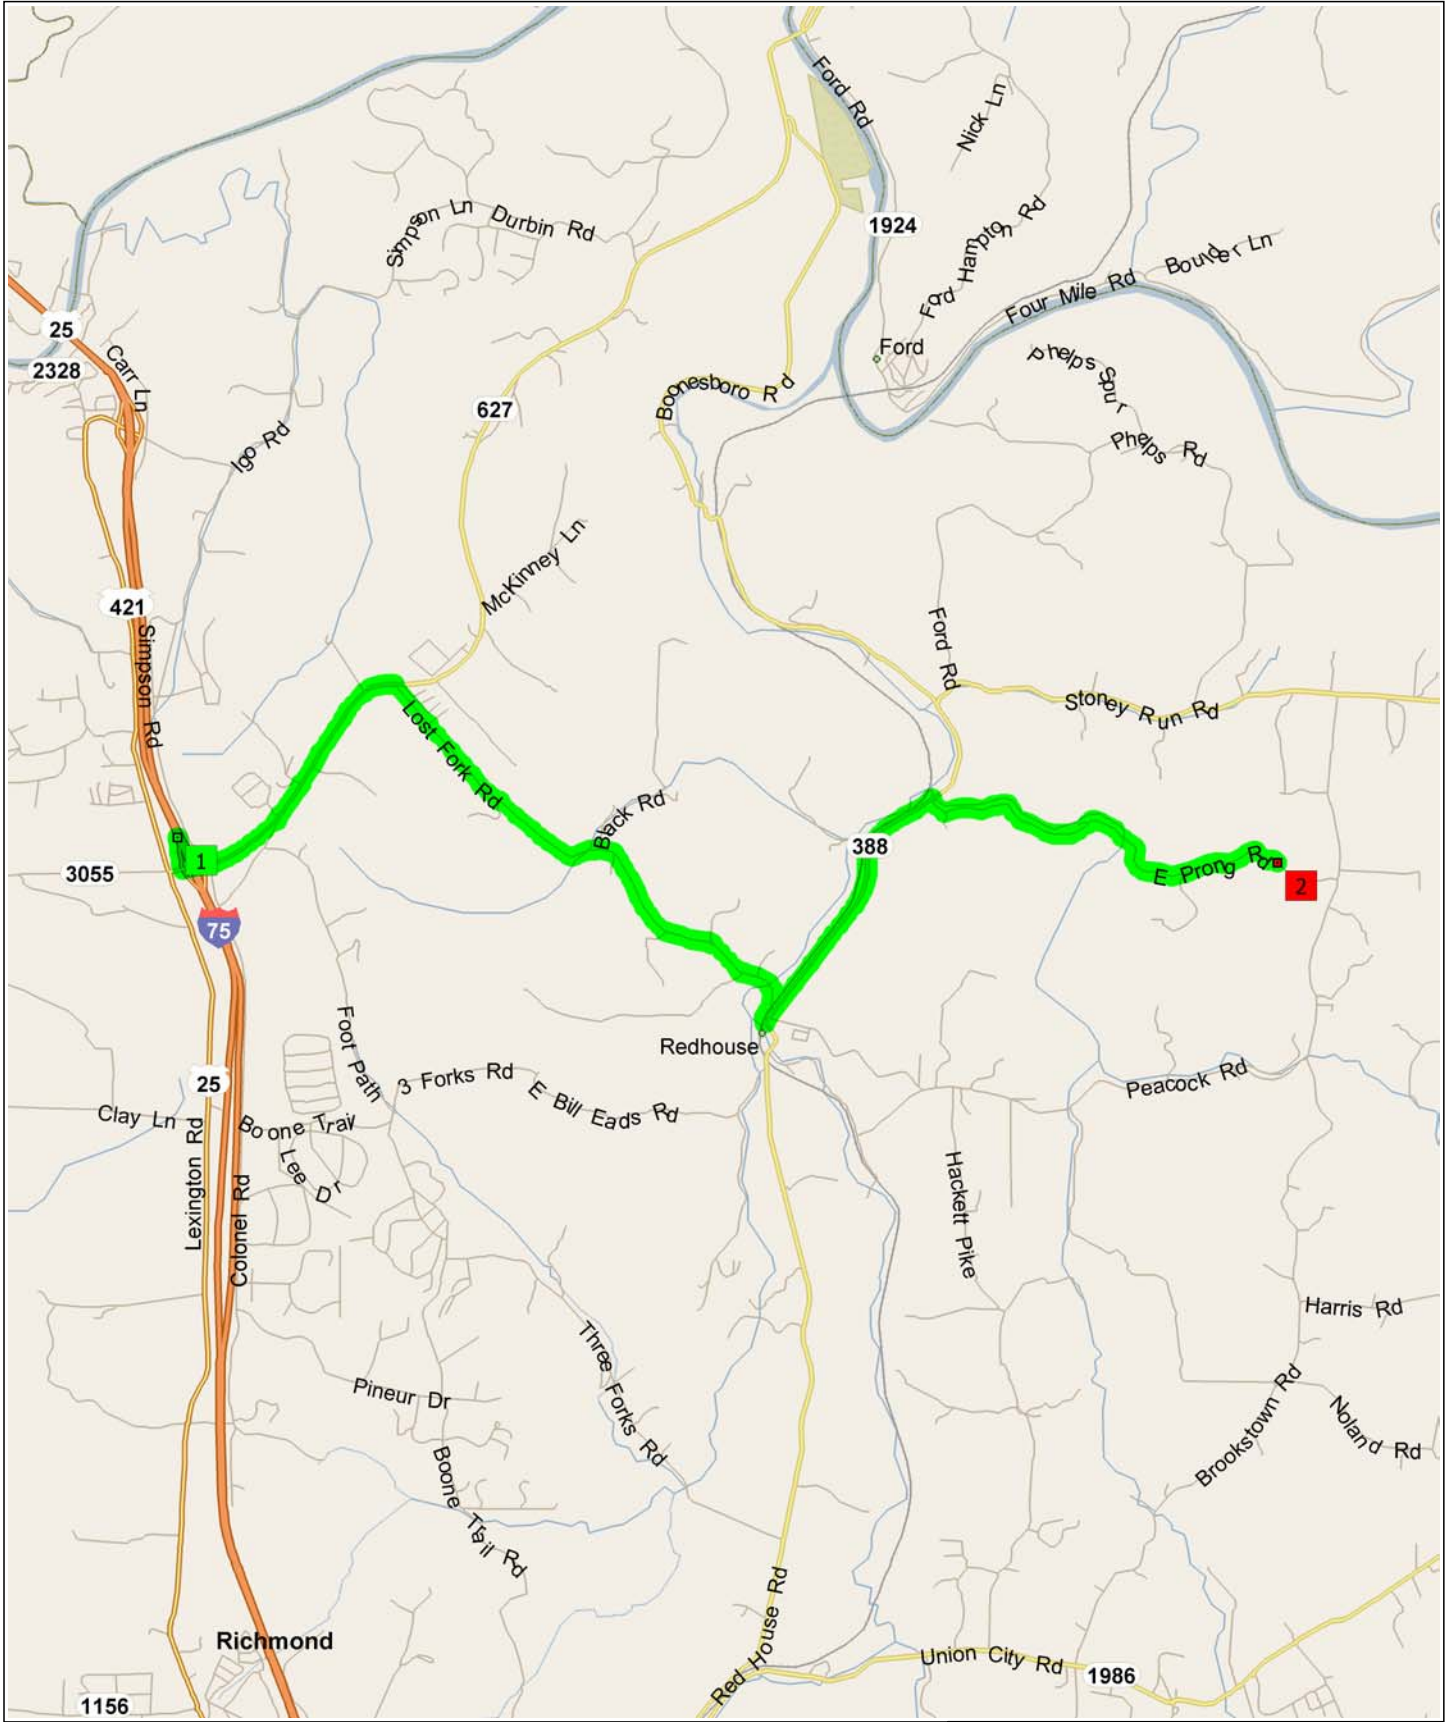 Ford Rd
Nick Ln
Simpson Ln
Durbin Rd
Ford Hampton Rd
1924
Boulder Ln
Four Mile Rd
25
2328
Carr Ln
Ford
Phelps Spur
Boonesboro Rd
627
Igo Rd
Phelps Rd
McKinney Ln
421
Simpson Rd
Ford Rd
Stoney Run Rd
Lost Fork Rd
Black Rd
388
1
3055
E Prong Rd
2
75
Foot Path
Redhouse
25
3 Forks Rd
E Bill Eads Rd
Peacock Rd
Clay Ln
Boone Trail
Lee Dr
Lexington Rd
Colonel Rd
Hackett Pike
Harris Rd
Three Forks Rd
Pineur Dr
Brookstown Rd
Noland Rd
Boone Trail Rd
Richmond
Red House Rd
Union City Rd
1986
1156